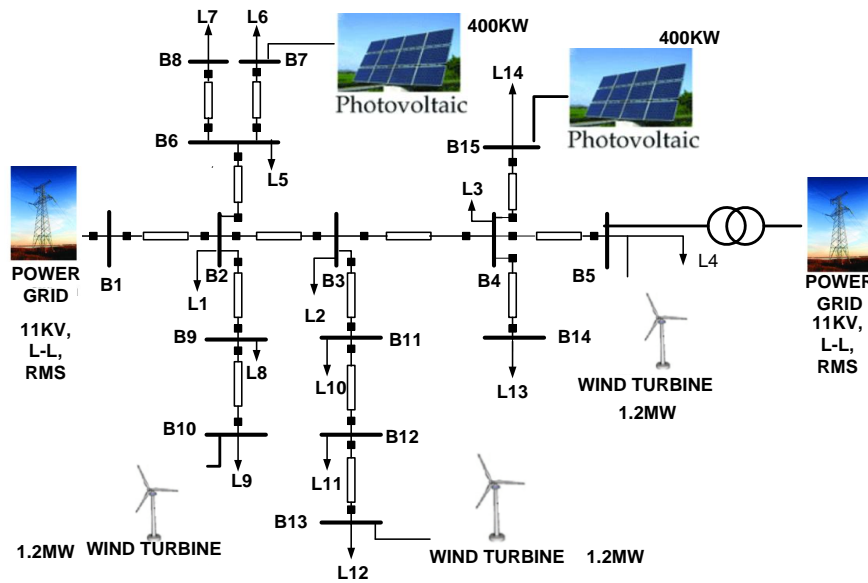 L7
L6
400KW
400KW
B8
B7
L14
Photovoltaic
Photovoltaic
B6
B15
L5
L3
B1
B2
B3
B4
B5
L4
POWER
GRID
11KV,
L-L,
RMS
POWER
GRID
11KV,
L-L,
RMS
L1
L2
B9
B11
B14
L8
L10
L13
WIND TURBINE
1.2MW
B10
B12
L9
L11
B13
1.2MW WIND TURBINE
WIND TURBINE 1.2MW
L12